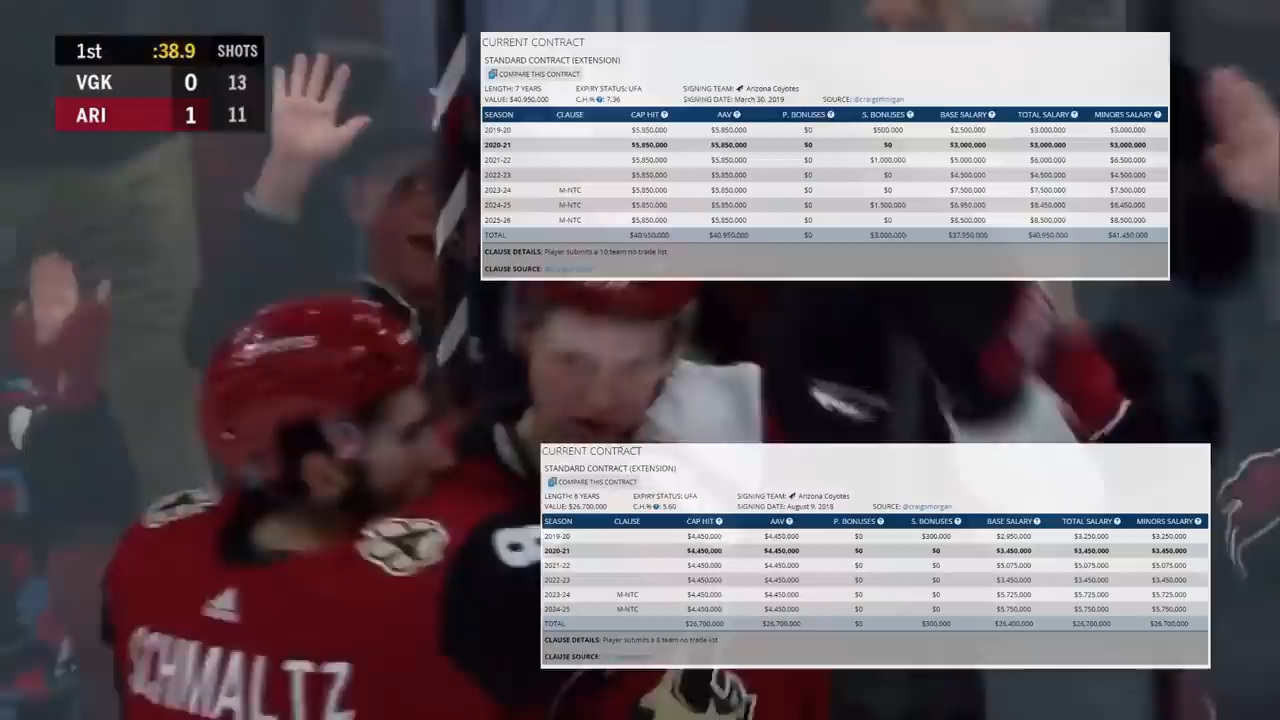 1st :38.9 SHOTS
VGK 0 13
ARI 1 11
CURRENT CONTRACT
STANDARD CONTRACT (EXTENSION)
COMPARE THIS CONTRACT
LENGTH: 7 YEARS EXPIRY STATUS: UFA SIGNING TEAM: Arizona Coyotes
VALUE: $40,950,000 C.H.%: 7.36 SIGNING DATE: March 30, 2019 SOURCE: @craigsmorgan
SEASON CLAUSE CAP HIT AAV P. BONUSES S. BONUSES BASE SALARY TOTAL SALARY MINORS SALARY
2019-20 $5,850,000 $5,850,000 $0 $500,000 $2,500,000 $3,000,000 $3,000,000
2020-21 $5,850,000 $5,850,000 $0 $0 $3,000,000 $3,000,000 $3,000,000
2021-22 $5,850,000 $5,850,000 $0 $1,000,000 $5,000,000 $6,000,000 $6,500,000
2022-23 $5,850,000 $5,850,000 $0 $0 $4,500,000 $4,500,000 $4,500,000
2023-24 M-NTC $5,850,000 $5,850,000 $0 $0 $7,500,000 $7,500,000 $7,500,000
2024-25 M-NTC $5,850,000 $5,850,000 $0 $1,500,000 $6,950,000 $8,450,000 $8,450,000
2025-26 M-NTC $5,850,000 $5,850,000 $0 $0 $8,500,000 $8,500,000 $8,500,000
TOTAL $40,950,000 $40,950,000 $0 $3,000,000 $37,950,000 $40,950,000 $41,450,000
CLAUSE DETAILS: Player submits a 10 team no trade list
CLAUSE SOURCE:
CURRENT CONTRACT
STANDARD CONTRACT (EXTENSION)
COMPARE THIS CONTRACT
LENGTH: 6 YEARS EXPIRY STATUS: UFA SIGNING TEAM: Arizona Coyotes
VALUE: $26,700,000 C.H.%: 5.60 SIGNING DATE: August 9, 2018 SOURCE: @craigsmorgan
SEASON CLAUSE CAP HIT AAV P. BONUSES S. BONUSES BASE SALARY TOTAL SALARY MINORS SALARY
2019-20 $4,450,000 $4,450,000 $0 $300,000 $2,950,000 $3,250,000 $3,250,000
2020-21 $4,450,000 $4,450,000 $0 $0 $3,450,000 $3,450,000 $3,450,000
2021-22 $4,450,000 $4,450,000 $0 $0 $5,075,000 $5,075,000 $5,075,000
2022-23 $4,450,000 $4,450,000 $0 $0 $3,450,000 $3,450,000 $3,450,000
2023-24 M-NTC $4,450,000 $4,450,000 $0 $0 $5,725,000 $5,725,000 $5,725,000
2024-25 M-NTC $4,450,000 $4,450,000 $0 $0 $5,750,000 $5,750,000 $5,750,000
TOTAL $26,700,000 $26,700,000 $0 $300,000 $26,400,000 $26,700,000 $26,700,000
CLAUSE DETAILS: Player submits a 8 team no trade list
CLAUSE SOURCE:
8
SCHMALTZ